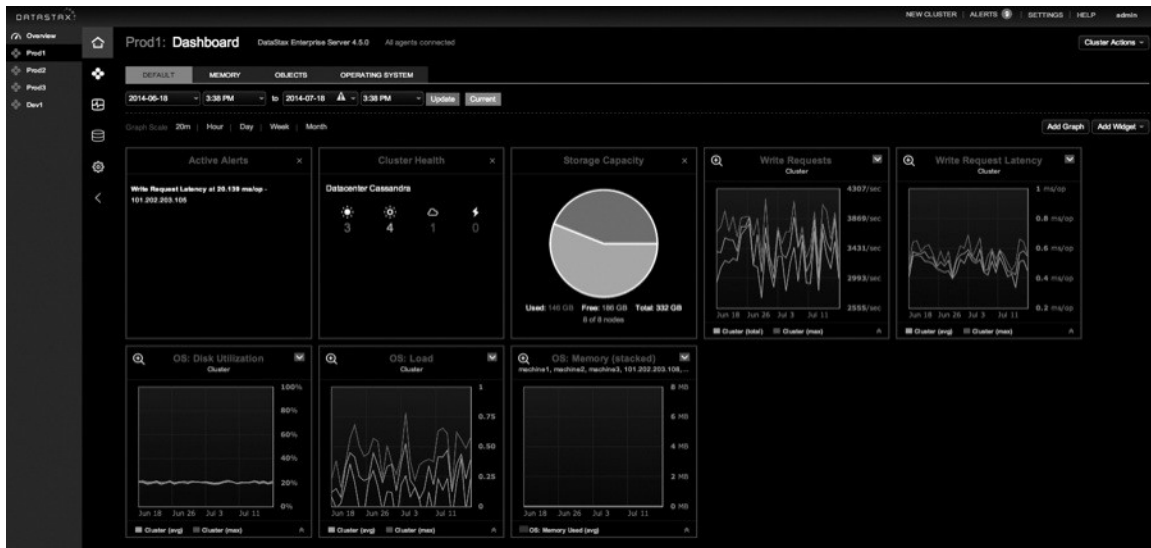 DATASTAX
NEW CLUSTER | ALERTS 9 | SETTINGS | HELP admin
Overview
Prod1
Prod2
Prod3
Dev1
Prod1: Dashboard DataStax Enterprise Server 4.5.0 All agents connected
Cluster Actions
DEFAULT MEMORY OBJECTS OPERATING SYSTEM
2014-06-18 3:38 PM to 2014-07-18 3:38 PM Update Current
Graph Scale 20m | Hour | Day | Week | Month
Add Graph Add Widget
Active Alerts
Write Request Latency at 20.139 ms/op -
101.202.203.105
Cluster Health
Datacenter Cassandra
3 4 1 0
Storage Capacity
Used: 146 GB Free: 186 GB Total: 332 GB
8 of 8 nodes
Write Requests
Cluster
4307/sec
3869/sec
3431/sec
2993/sec
2555/sec
Jun 18 Jun 26 Jul 3 Jul 11
Cluster (total) Cluster (max)
Write Request Latency
Cluster
1 ms/op
0.8 ms/op
0.6 ms/op
0.4 ms/op
0.2 ms/op
Jun 18 Jun 26 Jul 3 Jul 11
Cluster (avg) Cluster (max)
OS: Disk Utilization
Cluster
100%
80%
60%
40%
20%
0%
Jun 18 Jun 26 Jul 3 Jul 11
Cluster (avg) Cluster (max)
OS: Load
Cluster
1
0.75
0.50
0.25
0
Jun 18 Jun 26 Jul 3 Jul 11
Cluster (avg) Cluster (max)
OS: Memory (stacked)
machine1, machine2, machine3, 101.202.203.108, ...
8 MB
6 MB
4 MB
2 MB
0 MB
Jun 18 Jun 26 Jul 3 Jul 11
OS: Memory Used (avg)